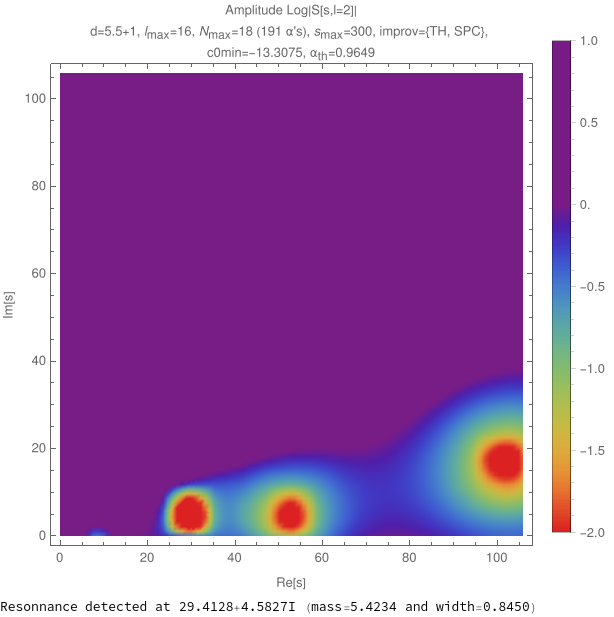 Amplitude Log|S[s,l=2]|
d=5.5+1, lmax=16, Nmax=18 (191 α's), smax=300, improv={TH, SPC},
c0min=−13.3075, αth=0.9649
1.0
100
0.5
80
0.
60
Im[s]
−0.5
40
−1.0
20
−1.5
0
−2.0
0 20 40 60 80 100
Re[s]
Resonnance detected at 29.4128+4.5827I (mass=5.4234 and width=0.8450)